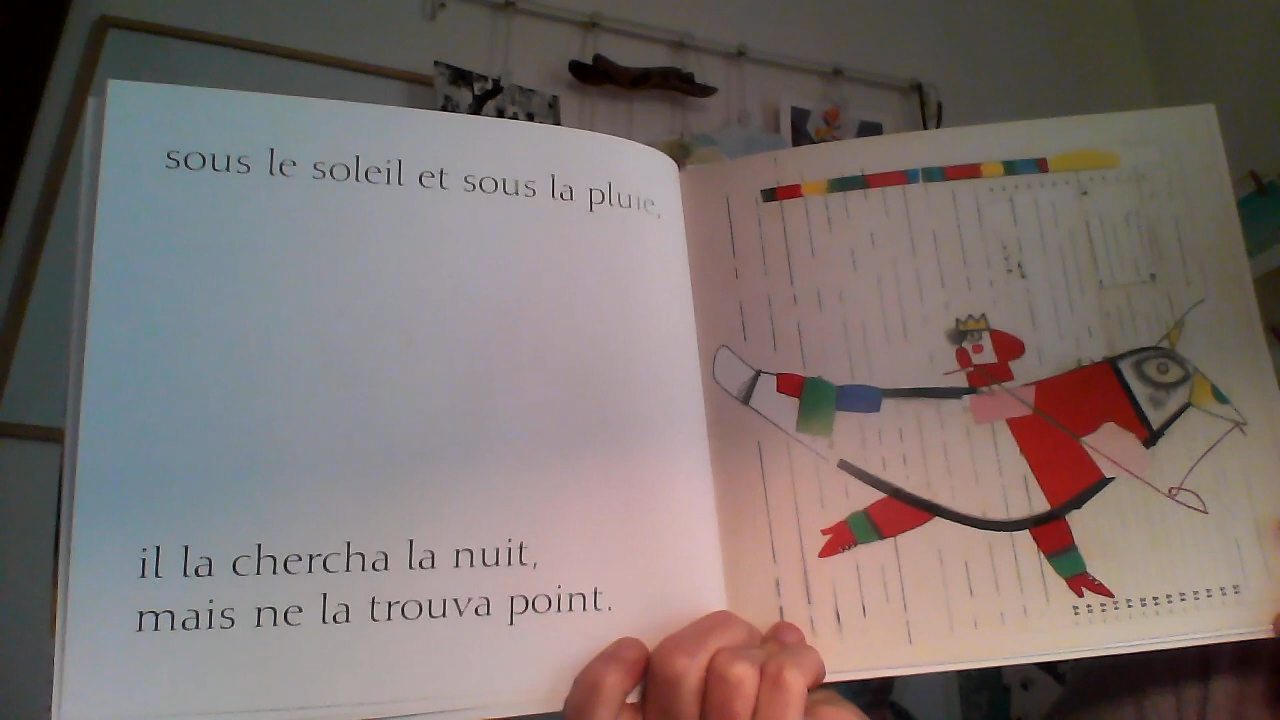 sous le soleil et sous la pluie,
il la chercha la nuit,
mais ne la trouva point.